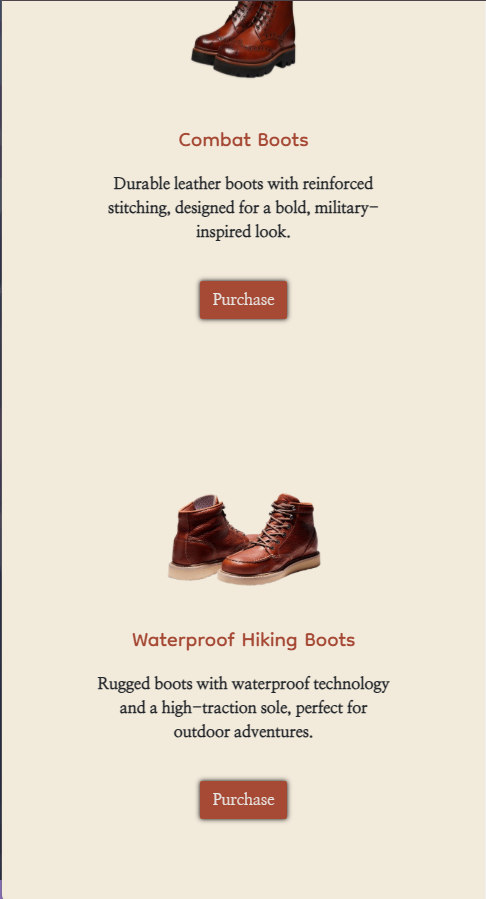 Combat Boots
Durable leather boots with reinforced
stitching, designed for a bold, military-
inspired look.
Purchase
Waterproof Hiking Boots
Rugged boots with waterproof technology
and a high-traction sole, perfect for
outdoor adventures.
Purchase